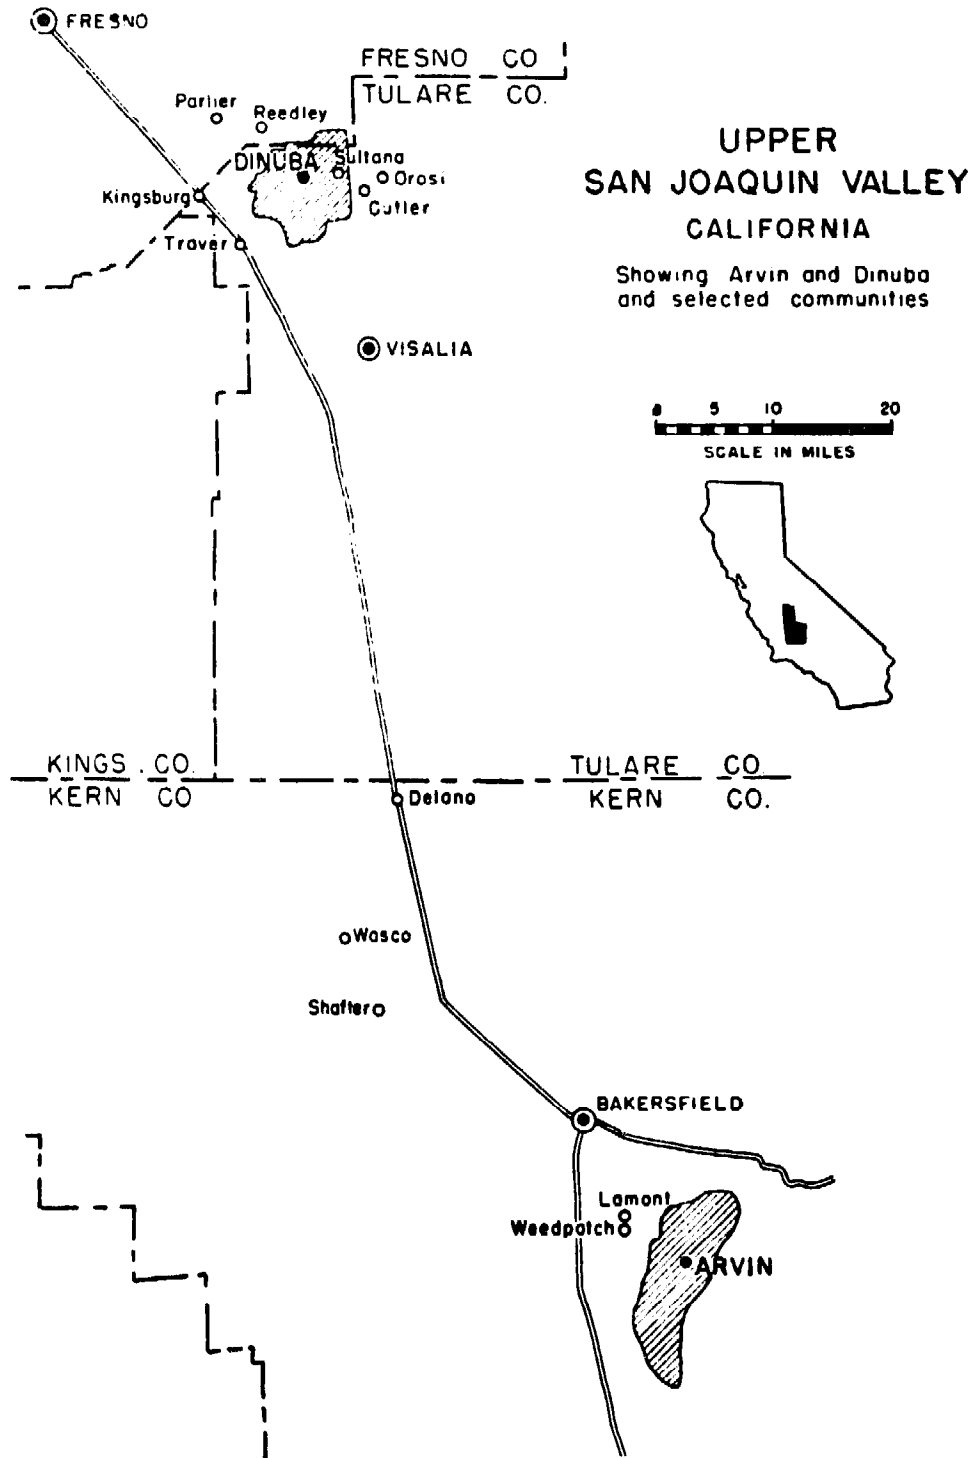 FRESNO
FRESNO CO
TULARE CO.
Parlier
Reedley
DINUBA
Sultana
Orosi
Cutler
Kingsburg
Traver
UPPER
SAN JOAQUIN VALLEY
CALIFORNIA
Showing Arvin and Dinuba
and selected communities
VISALIA
0 5 10 20
SCALE IN MILES
KINGS . CO.
KERN CO
TULARE CO.
KERN CO.
Delano
Wasco
Shafter
BAKERSFIELD
Lamont
Weedpatch
ARVIN